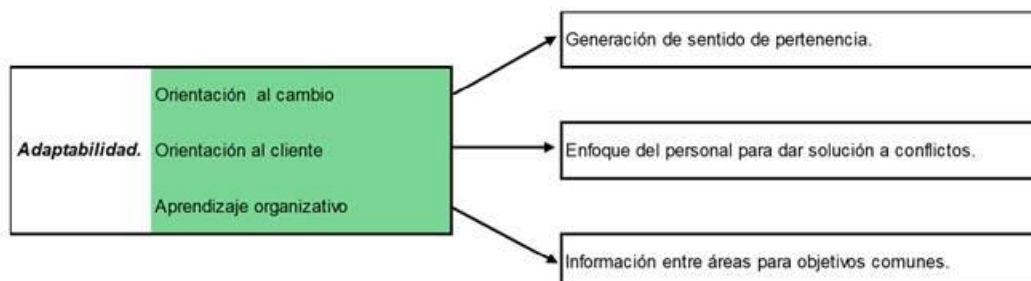 Generación de sentido de pertenencia.
Orientación al cambio
Adaptabilidad.
Orientación al cliente
Enfoque del personal para dar solución a conflictos.
Aprendizaje organizativo
Información entre áreas para objetivos comunes.